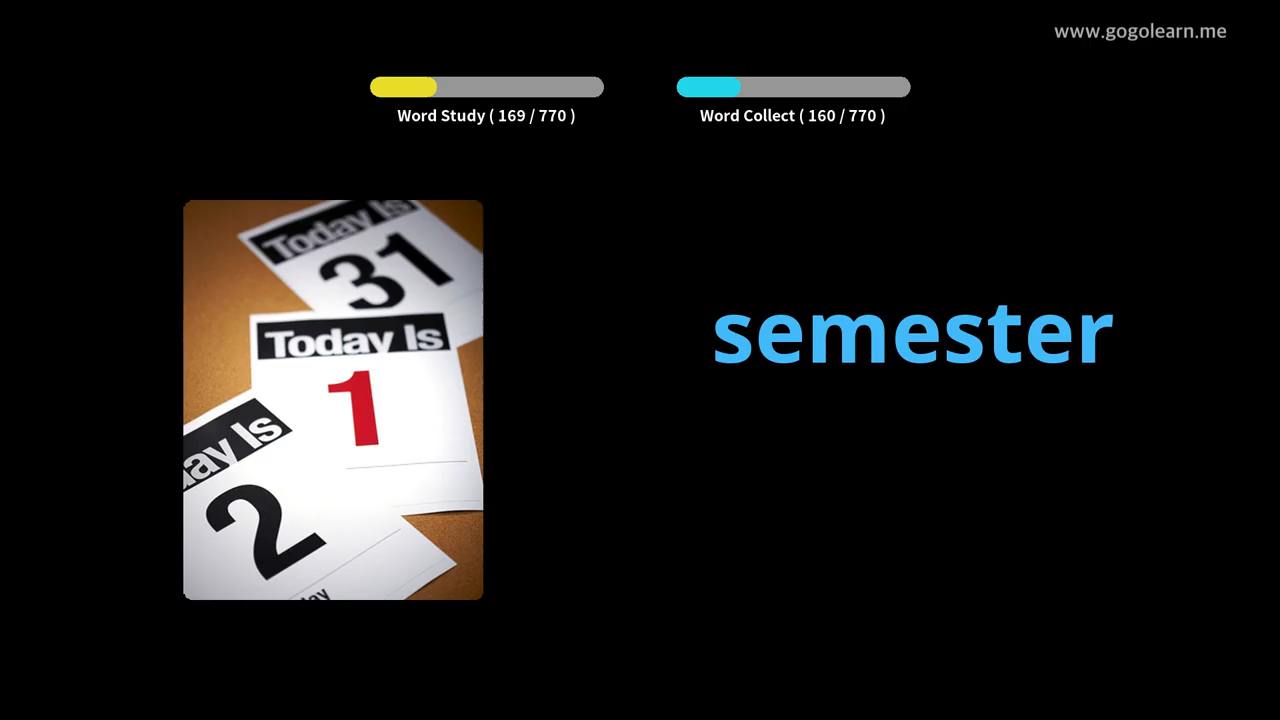 www.gogolearn.me
Word Study ( 169 / 770 )
Word Collect ( 160 / 770 )
Today Is
31
Today Is
1
semester
ay Is
2